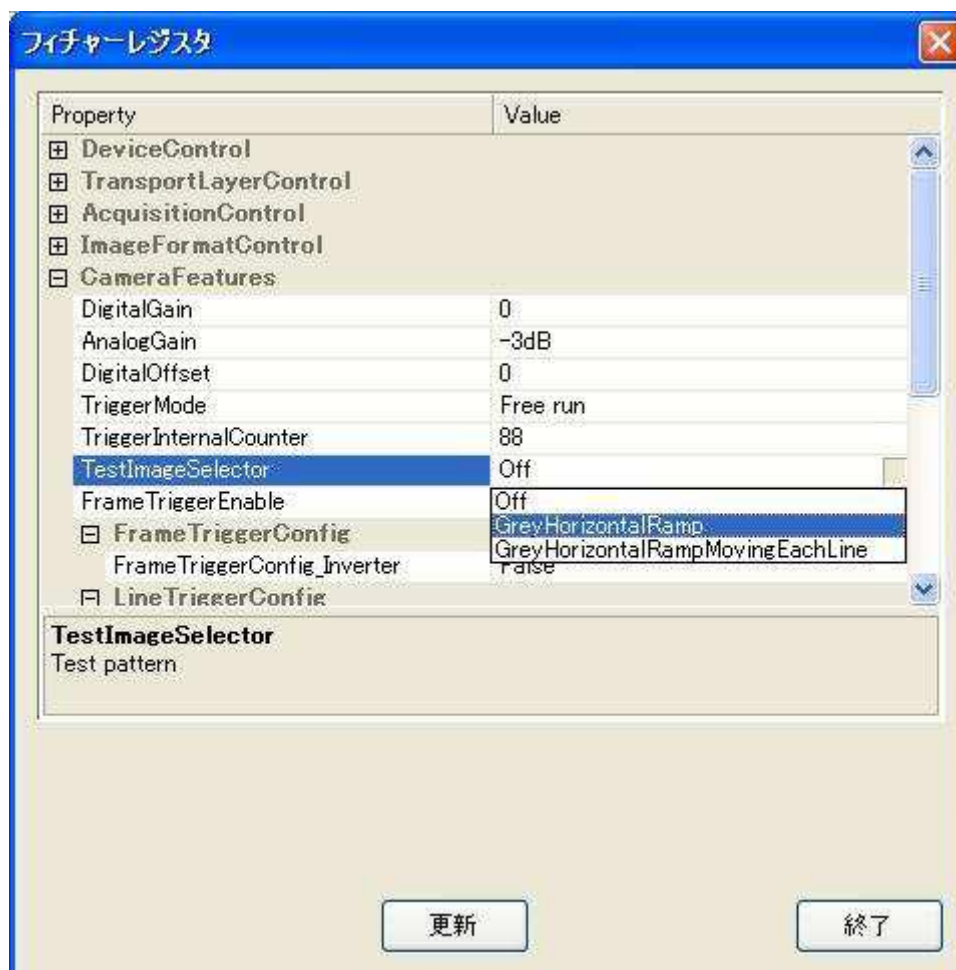 フィチャーレジスタ
Property Value
DeviceControl
TransportLayerControl
AcquisitionControl
ImageFormatControl
CameraFeatures
DigitalGain 0
AnalogGain -3dB
DigitalOffset 0
TriggerMode Free run
TriggerInternalCounter 88
TestImageSelector Off
FrameTriggerEnable Off
FrameTriggerConfig GreyHorizontalRamp
GreyHorizontalRampMovingEachLine
FrameTriggerConfig_Inverter False
LineTriggerConfig
TestImageSelector
Test pattern
更新 終了